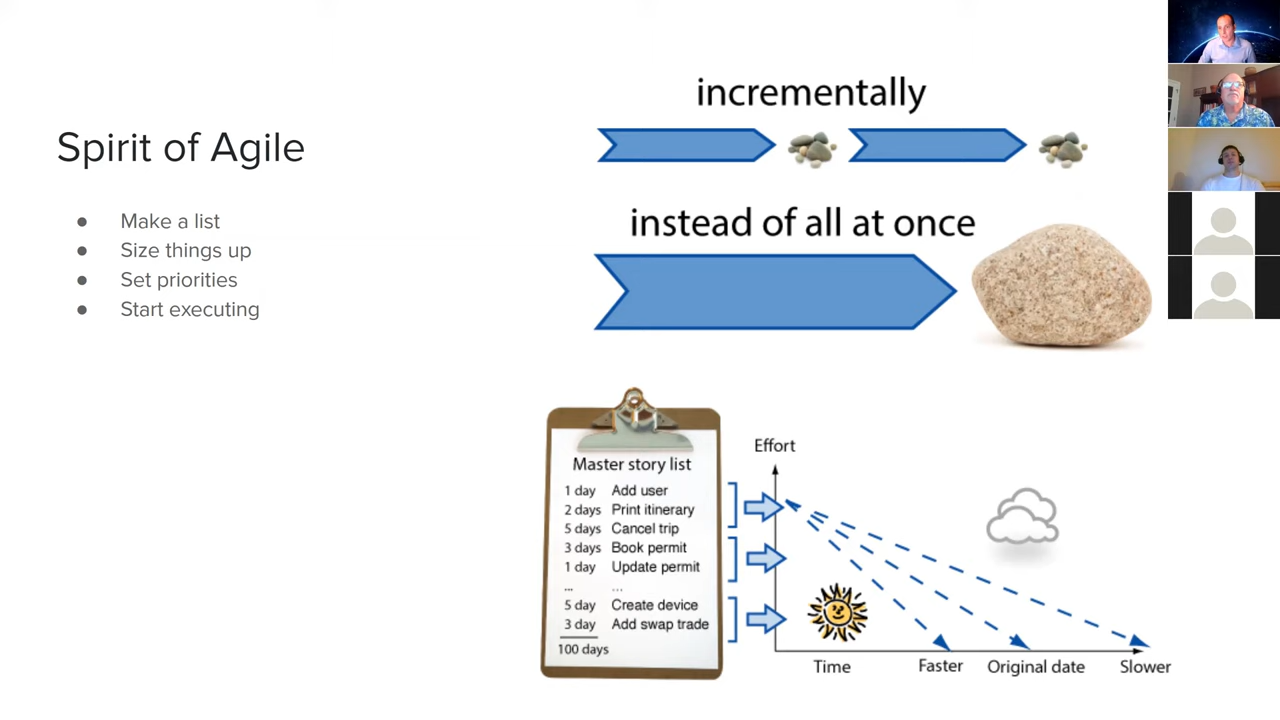 Spirit of Agile
● Make a list
● Size things up
● Set priorities
● Start executing
incrementally
instead of all at once
Master story list
1 day Add user
2 days Print itinerary
5 days Cancel trip
3 days Book permit
1 day Update permit
... ...
5 day Create device
3 day Add swap trade
100 days
Effort
Time Faster Original date Slower